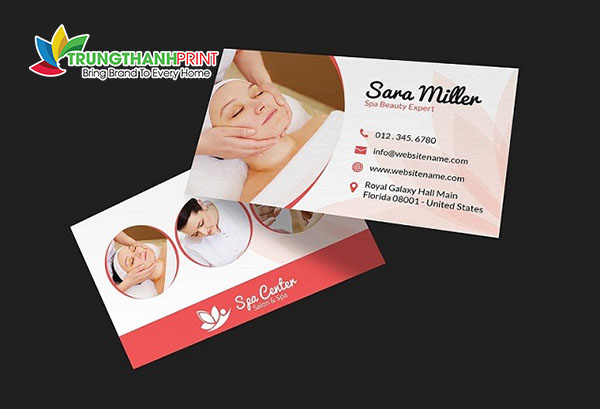 TRUNGTHANHPRINT
Bring Brand To Every Home
Sara Miller
Spa Beauty Expert
012 . 345. 6780
info@websitename.com
www.websitename.com
Royal Galaxy Hall Main
Florida 08001 - United States
Spa Center
Salon & Spa